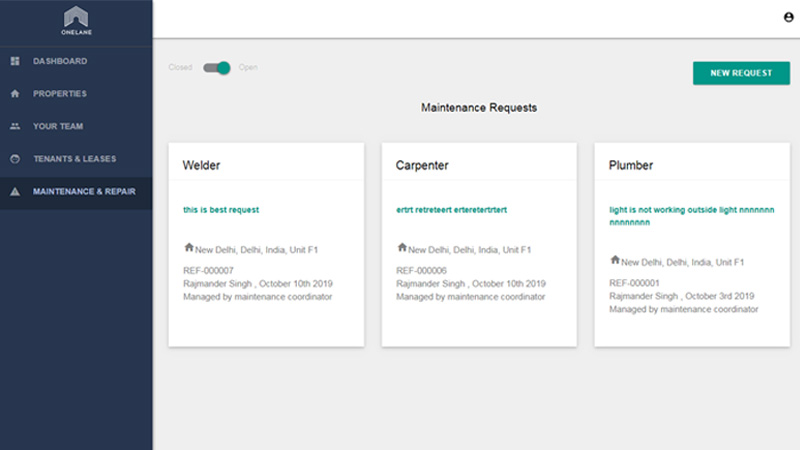 ONELANE
DASHBOARD
PROPERTIES
YOUR TEAM
TENANTS & LEASES
MAINTENANCE & REPAIR
Closed
Open
NEW REQUEST
Maintenance Requests
Welder
this is best request
New Delhi, Delhi, India, Unit F1
REF-000007
Rajmander Singh , October 10th 2019
Managed by maintenance coordinator
Carpenter
ertrt retreteert erteretertrtert
New Delhi, Delhi, India, Unit F1
REF-000006
Rajmander Singh , October 10th 2019
Managed by maintenance coordinator
Plumber
light is not working outside light nnnnnnn
nnnnnnnn
New Delhi, Delhi, India, Unit F1
REF-000001
Rajmander Singh , October 3rd 2019
Managed by maintenance coordinator